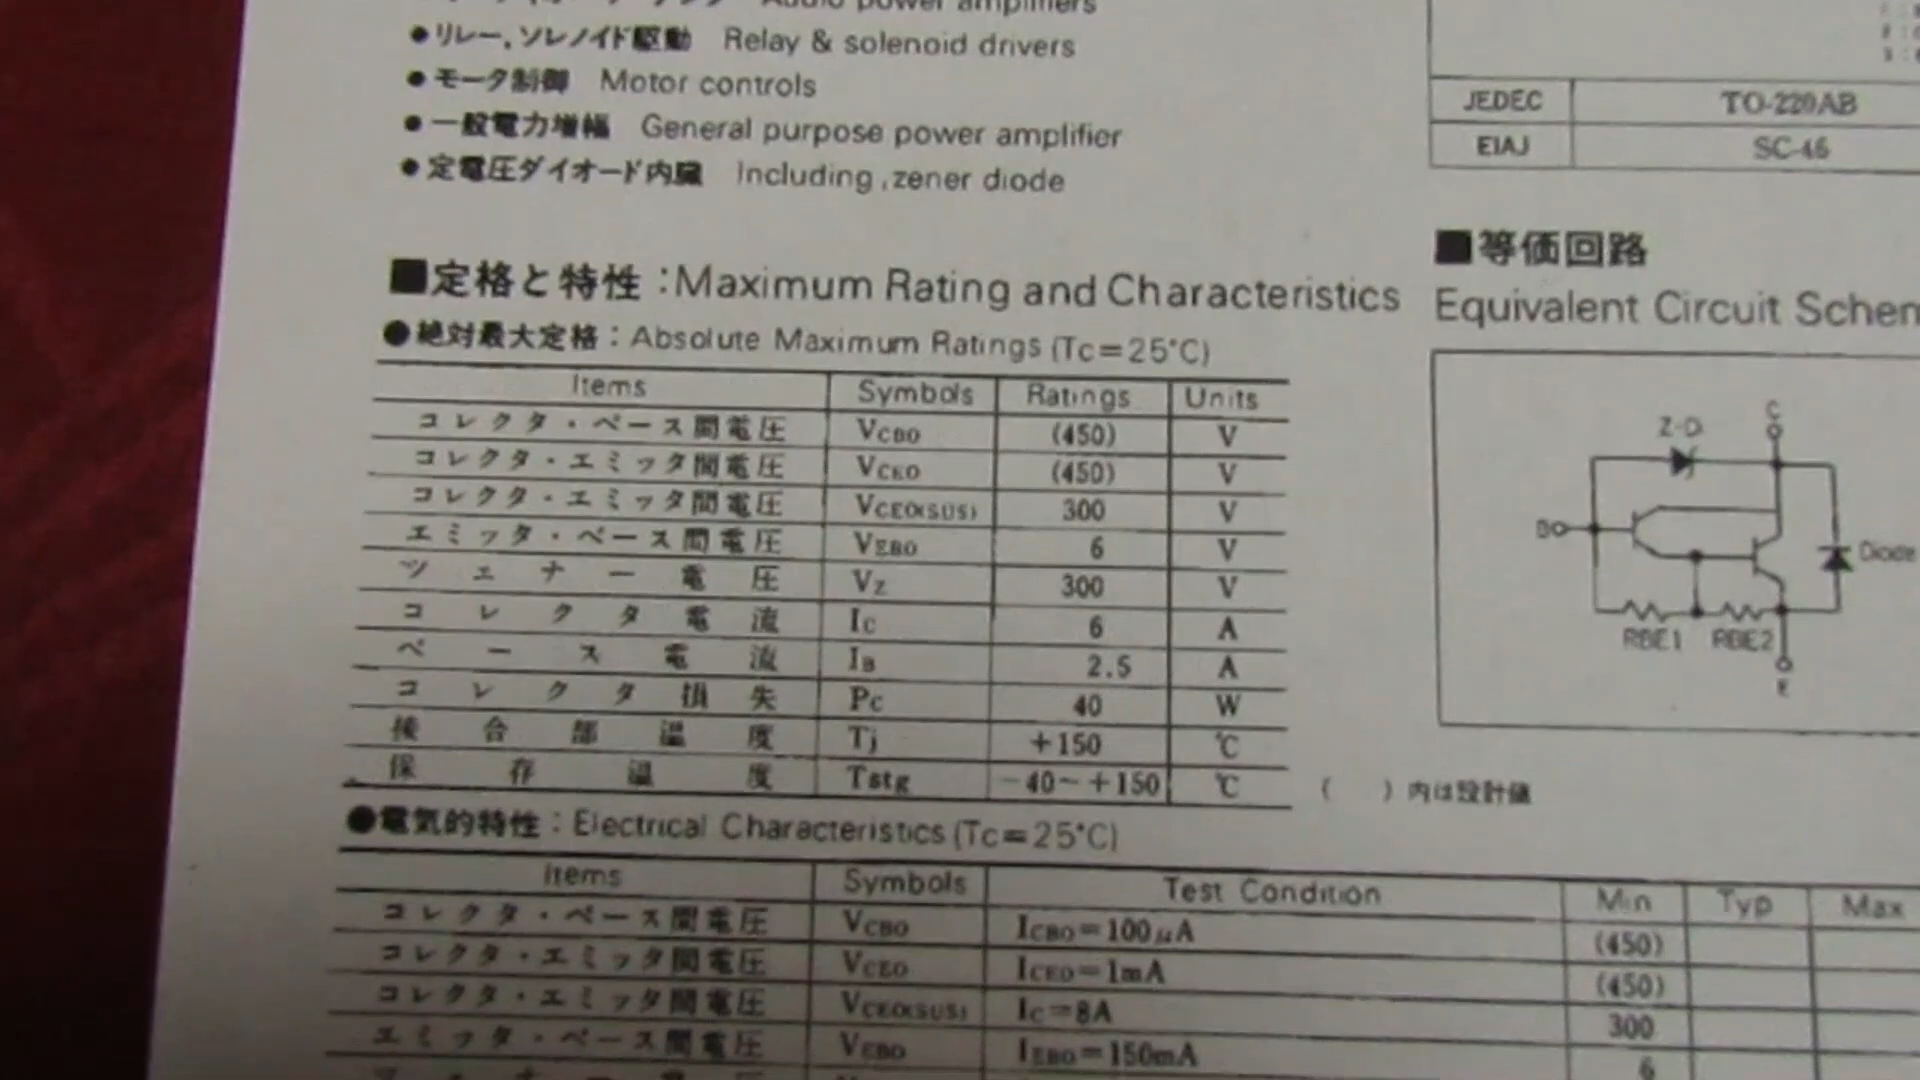 Audio power amplifiers
●リレー，ソレノイド駆動 Relay & solenoid drivers
●モータ制御 Motor controls
●一般電力増幅 General purpose power amplifier
●定電圧ダイオード内臓 Including , zener diode
JEDEC TO-220AB
EIAJ SC-46
■定格と特性：Maximum Rating and Characteristics
●絶対最大定格：Absolute Maximum Ratings (Tc=25°C)
Items Symbols Ratings Units
コレクタ・ベース間電圧 VCBO (450) V
コレクタ・エミッタ間電圧 VCEO (450) V
コレクタ・エミッタ間電圧 VCEO(SUS) 300 V
エミッタ・ベース間電圧 VEBO 6 V
ツェナー電圧 VZ 300 V
コレクタ電流 IC 6 A
ベース電流 IB 2.5 A
コレクタ損失 PC 40 W
接合部温度 Tj +150 ℃
保存温度 Tstg -40～+150 ℃
( )内は設計値
■等価回路
Equivalent Circuit Schem
Z-D
C
B
Diode
RBE1 RBE2
E
●電気的特性：Electrical Characteristics (Tc=25°C)
Items Symbols Test Condition Min Typ Max
コレクタ・ベース間電圧 VCBO ICBO=100μA (450)
コレクタ・エミッタ間電圧 VCEO ICEO=1mA (450)
コレクタ・エミッタ間電圧 VCEO(SUS) IC=8A 300
エミッタ・ベース間電圧 VEBO IEBO=150mA 6